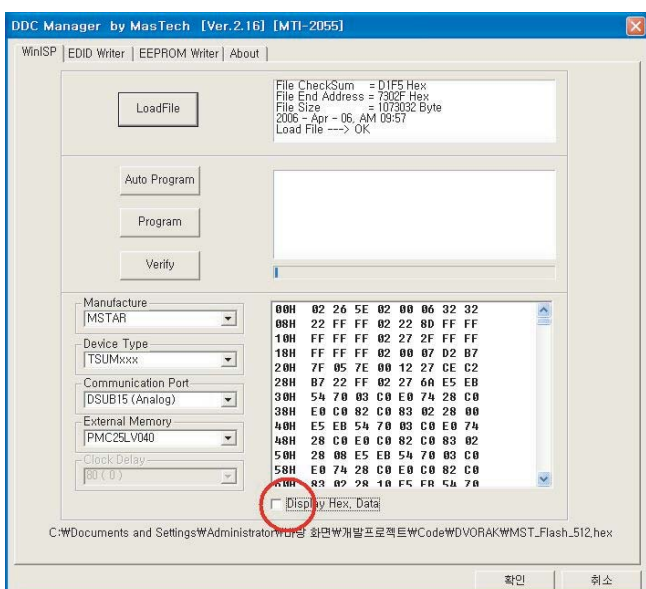 DDC Manager by MasTech [Ver.2.16] [MTI-2055]
WinISP EDID Writer EEPROM Writer About
LoadFile
File CheckSum = D1F5 Hex
File End Address = 7302F Hex
File Size = 1073032 Byte
2006 - Apr - 06, AM 09:57
Load File ---> OK
Auto Program
Program
Verify
Manufacture
MSTAR
Device Type
TSUMxxx
Communication Port
DSUB15 (Analog)
External Memory
PMC25LV040
Clock Delay
80 ( 0 )
00H 02 26 5E 02 00 06 32 32
08H 22 FF FF 02 22 8D FF FF
10H FF FF FF 02 27 2F FF FF
18H FF FF FF 02 00 07 D2 B7
20H 7F 05 7E 00 12 27 CE C2
28H B7 22 FF 02 27 6A E5 EB
30H 54 70 03 C0 E0 74 28 C0
38H E0 C0 82 C0 83 02 28 00
40H E5 EB 54 70 03 C0 E0 74
48H 28 C0 E0 C0 82 C0 83 02
50H 28 08 E5 EB 54 70 03 C0
58H E0 74 28 C0 E0 C0 82 C0
60H 83 02 28 10 E5 EB 54 70
Display Hex, Data
C:₩Documents and Settings₩Administrator₩바탕 화면₩개발프로젝트₩Code₩DVORAK₩MST_Flash_512.hex
확인 취소